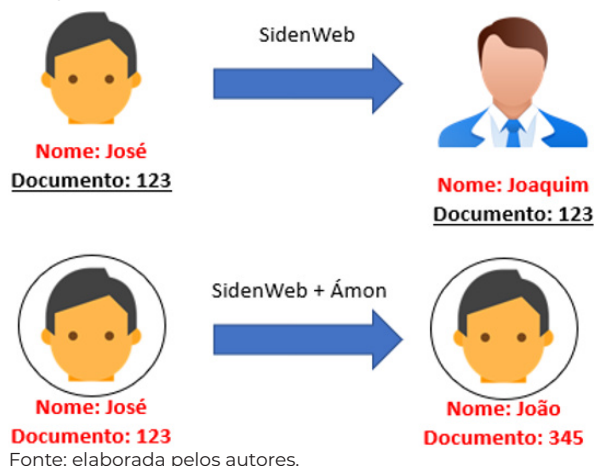 SidenWeb
Nome: José
Documento: 123
Nome: Joaquim
Documento: 123
SidenWeb + Ámon
Nome: José
Documento: 123
Nome: João
Documento: 345
Fonte: elaborada pelos autores.